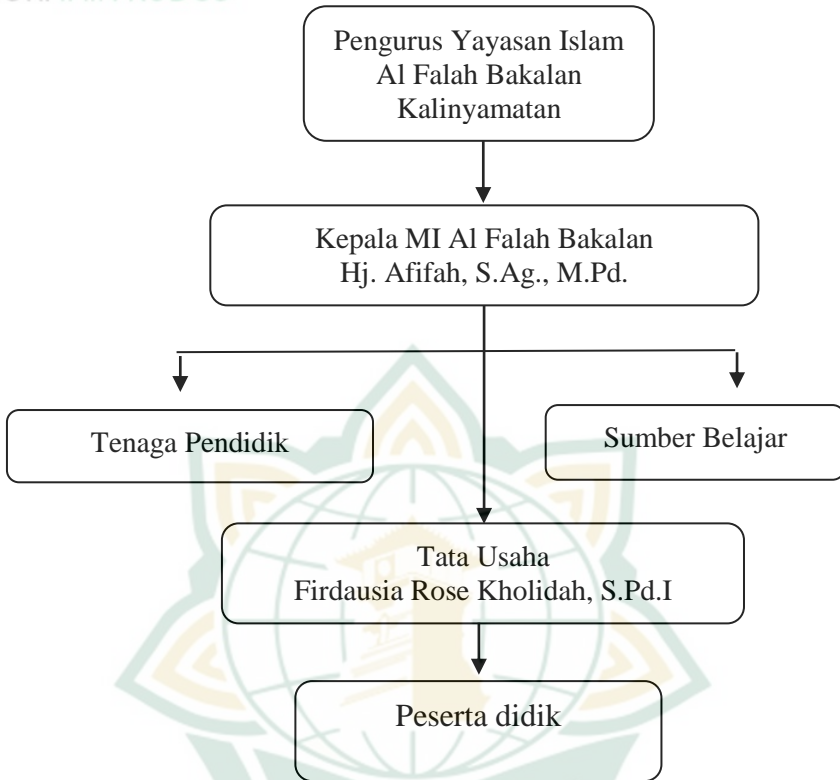 Pengurus Yayasan Islam
Al Falah Bakalan
Kalinyamatan
Kepala MI Al Falah Bakalan
Hj. Afifah, S.Ag., M.Pd.
Tenaga Pendidik
Sumber Belajar
Tata Usaha
Firdausia Rose Kholidah, S.Pd.I
Peserta didik